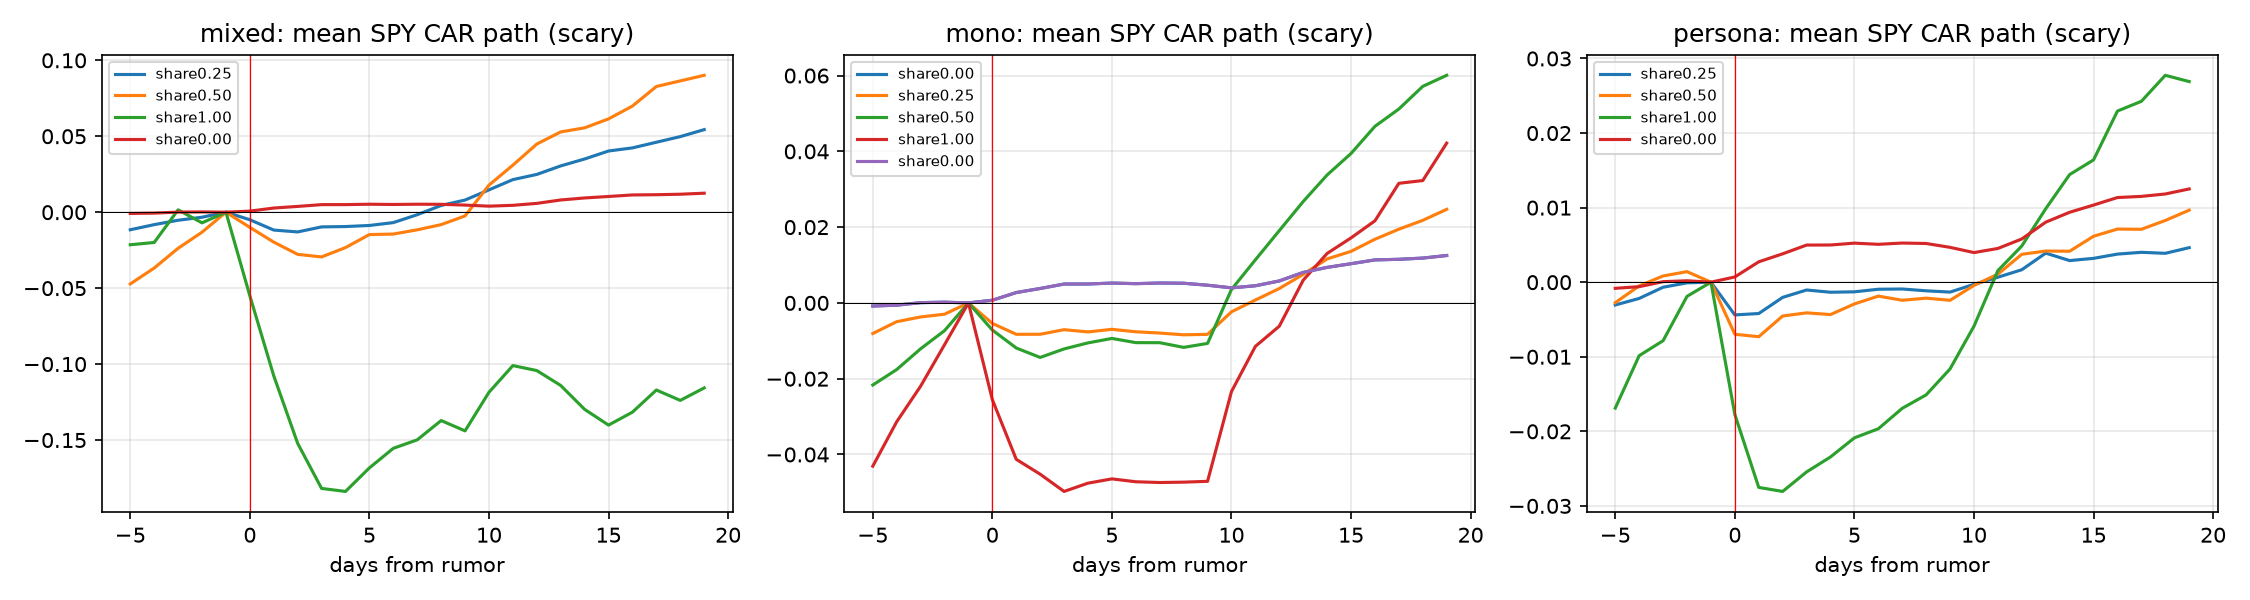 mixed: mean SPY CAR path (scary)
share0.25
share0.50
share1.00
share0.00
0.10
0.05
0.00
−0.05
−0.10
−0.15
−5
0
5
10
15
20
days from rumor
mono: mean SPY CAR path (scary)
share0.00
share0.25
share0.50
share1.00
share0.00
0.06
0.04
0.02
0.00
−0.02
−0.04
−5
0
5
10
15
20
days from rumor
persona: mean SPY CAR path (scary)
share0.25
share0.50
share1.00
share0.00
0.03
0.02
0.01
0.00
−0.01
−0.02
−0.03
−5
0
5
10
15
20
days from rumor